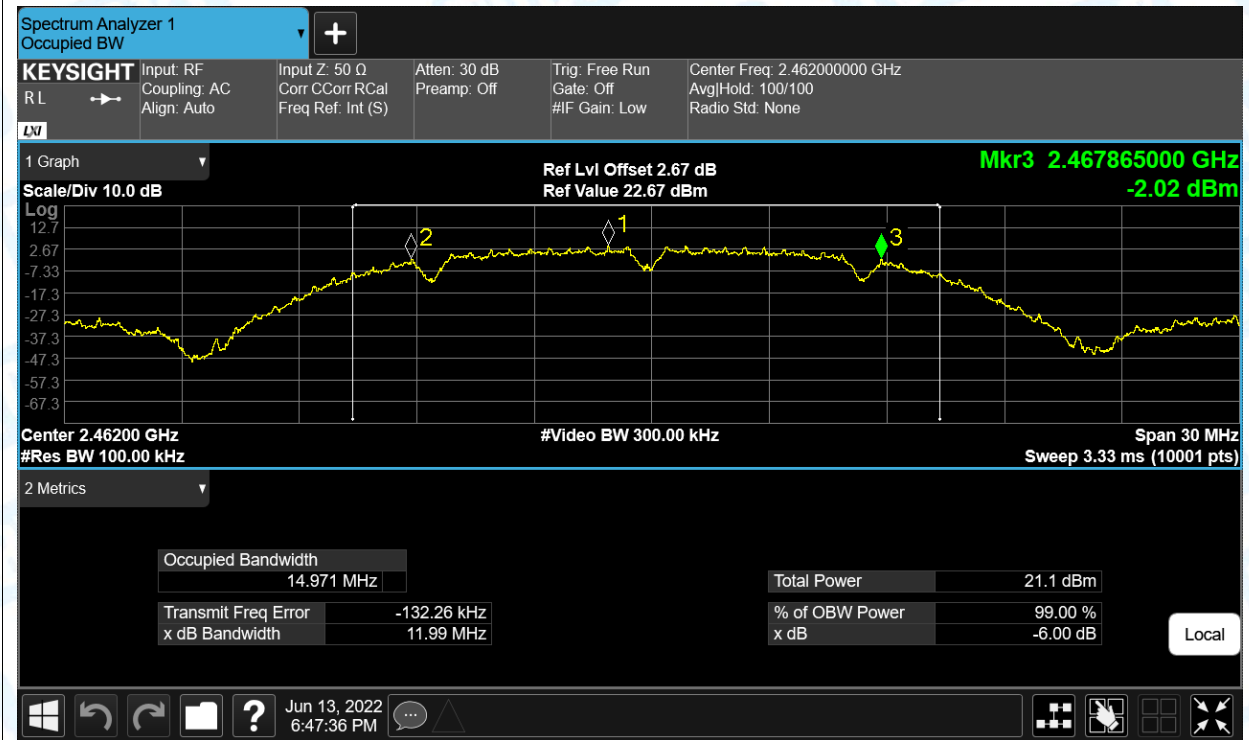 Spectrum Analyzer 1
Occupied BW
+
KEYSIGHT
R L
LXI
Input: RF
Coupling: AC
Align: Auto
Input Z: 50 Ω
Corr CCorr RCal
Freq Ref: Int (S)
Atten: 30 dB
Preamp: Off
Trig: Free Run
Gate: Off
#IF Gain: Low
Center Freq: 2.462000000 GHz
Avg|Hold: 100/100
Radio Std: None
1 Graph
Scale/Div 10.0 dB
Ref Lvl Offset 2.67 dB
Ref Value 22.67 dBm
Mkr3 2.467865000 GHz
-2.02 dBm
Log
12.7
2.67
-7.33
-17.3
-27.3
-37.3
-47.3
-57.3
-67.3
2
1
3
Center 2.46200 GHz
#Res BW 100.00 kHz
#Video BW 300.00 kHz
Span 30 MHz
Sweep 3.33 ms (10001 pts)
2 Metrics
Occupied Bandwidth
14.971 MHz
Transmit Freq Error -132.26 kHz
x dB Bandwidth 11.99 MHz
Total Power 21.1 dBm
% of OBW Power 99.00 %
x dB -6.00 dB
Local
?
Jun 13, 2022
6:47:36 PM